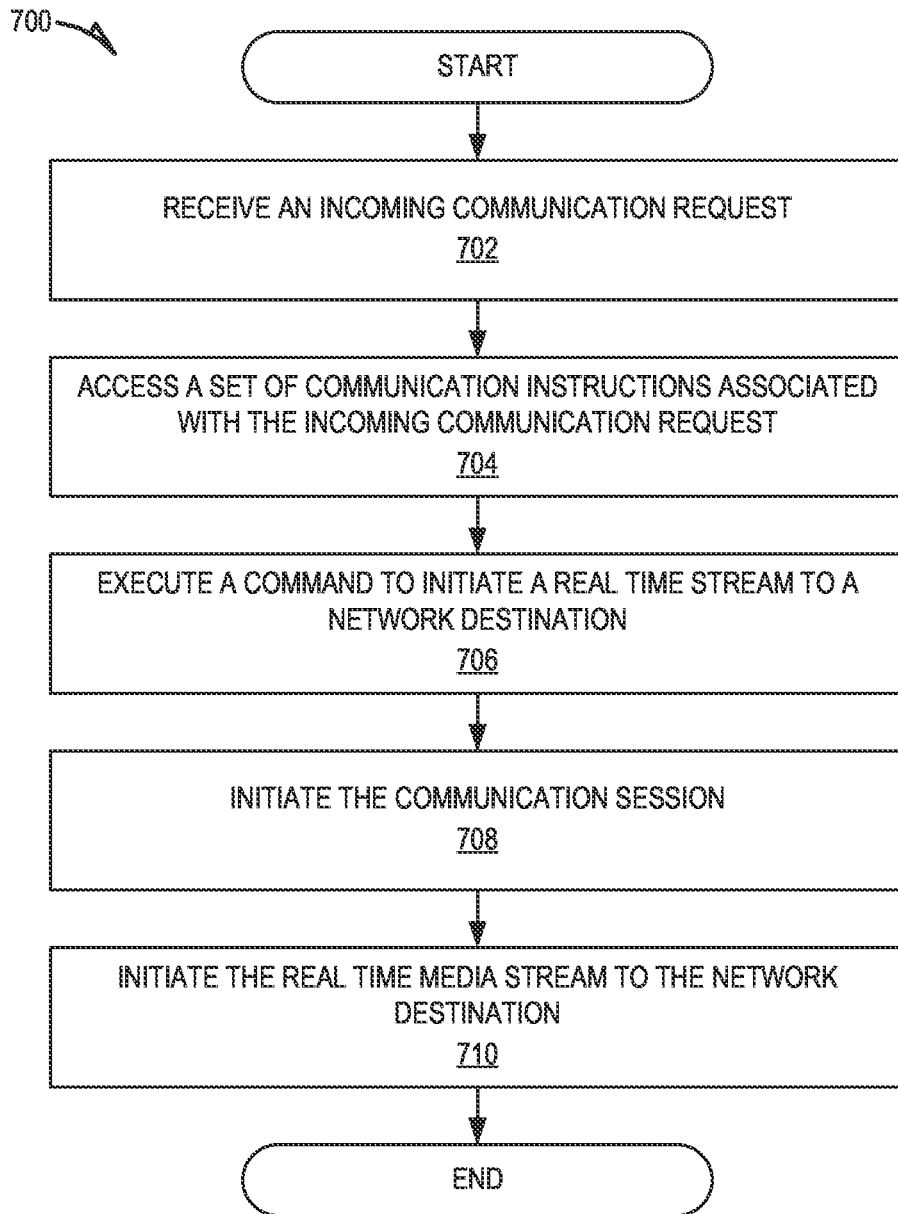 700
START
RECEIVE AN INCOMING COMMUNICATION REQUEST
702
ACCESS A SET OF COMMUNICATION INSTRUCTIONS ASSOCIATED
WITH THE INCOMING COMMUNICATION REQUEST
704
EXECUTE A COMMAND TO INITIATE A REAL TIME STREAM TO A
NETWORK DESTINATION
706
INITIATE THE COMMUNICATION SESSION
708
INITIATE THE REAL TIME MEDIA STREAM TO THE NETWORK
DESTINATION
710
END